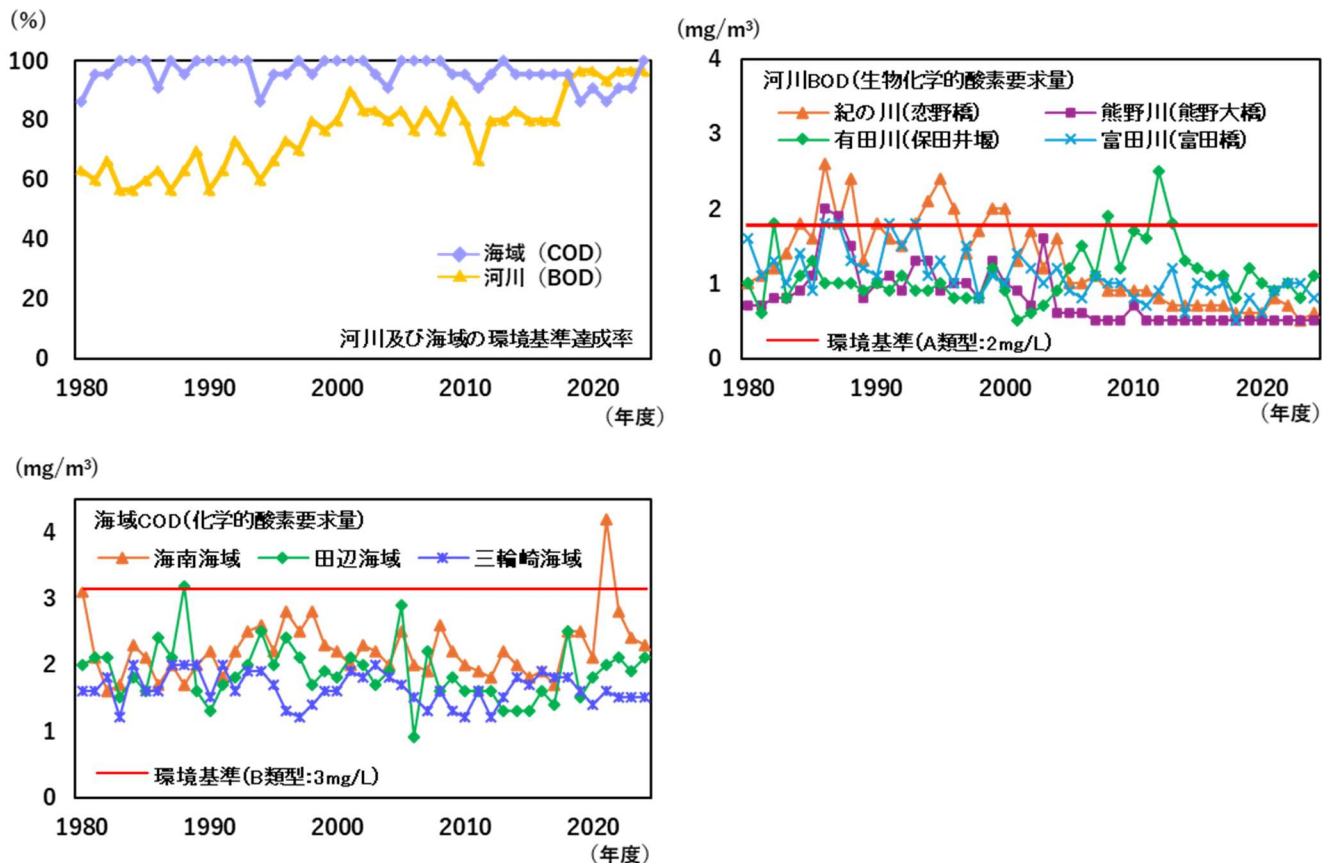 (%)
100
80
60
40
20
0
海域（COD）
河川（BOD）
河川及び海域の環境基準達成率
1980
1990
2000
2010
2020
（年度）
(mg/m³)
4
3
2
1
0
河川BOD（生物化学的酸素要求量）
紀の川（恋野橋）
熊野川（熊野大橋）
有田川（保田井堰）
富田川（富田橋）
環境基準（A類型：2mg/L）
1980
1990
2000
2010
2020
（年度）
(mg/m³)
4
3
2
1
0
海域COD（化学的酸素要求量）
海南海域
田辺海域
三輪崎海域
環境基準（B類型：3mg/L）
1980
1990
2000
2010
2020
（年度）